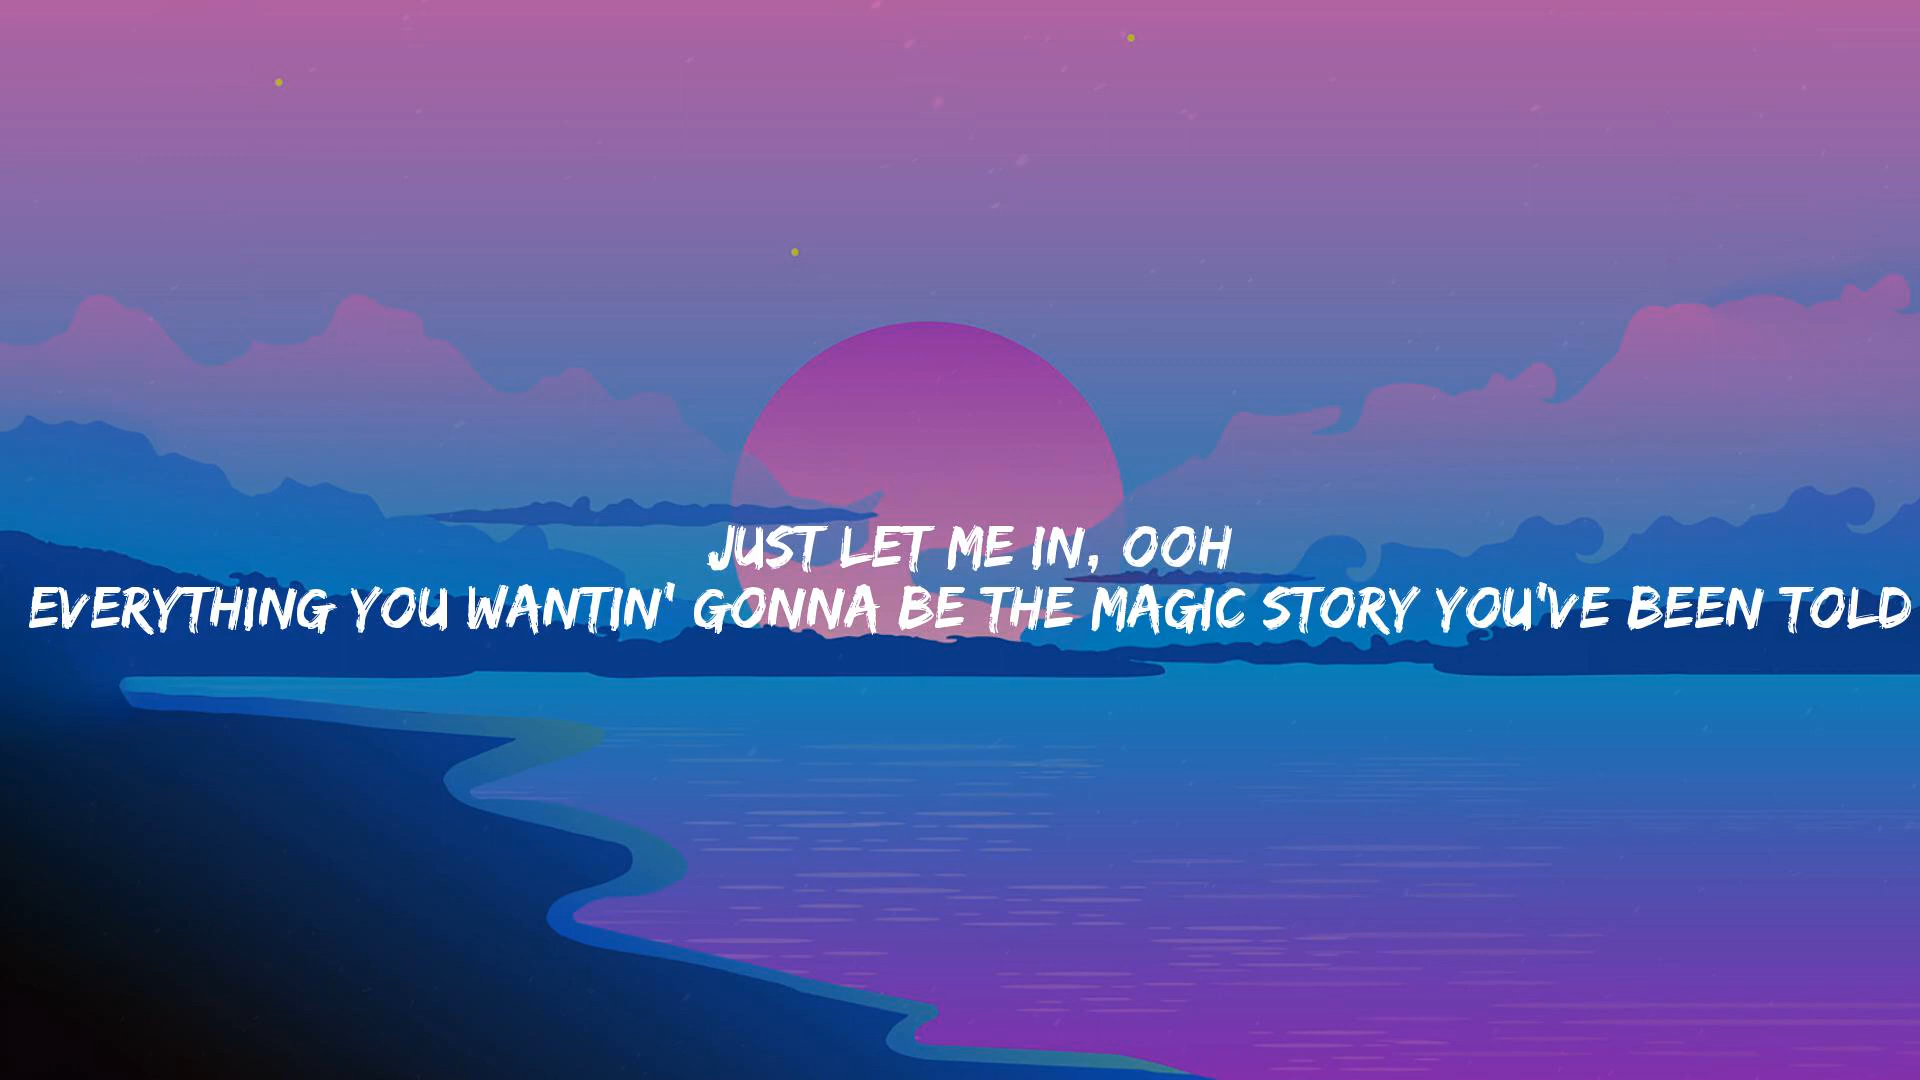 JUST LET ME IN, OOH
EVERYTHING YOU WANTIN' GONNA BE THE MAGIC STORY YOU'VE BEEN TOLD